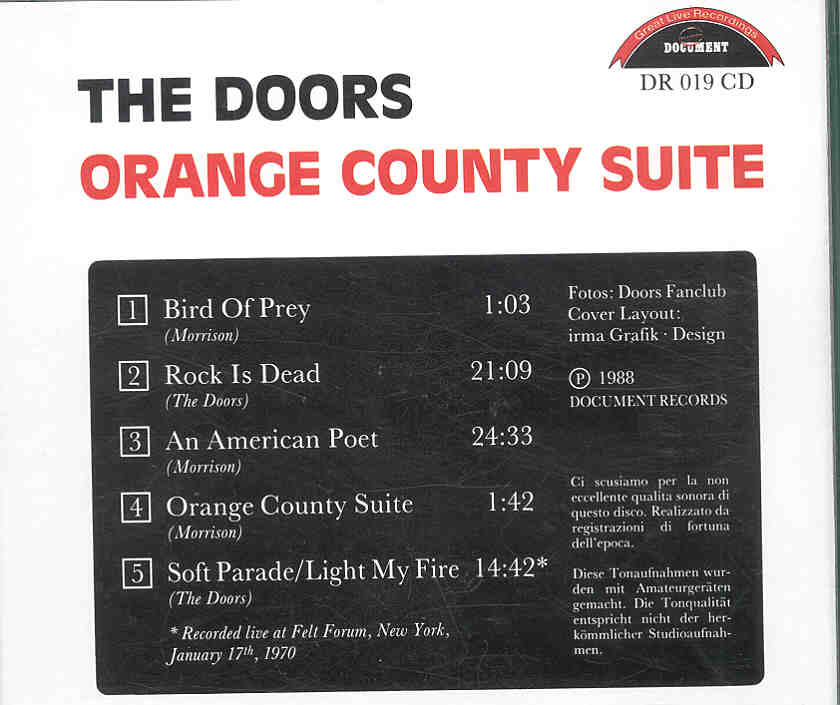 Great Live Recordings
DOCUMENT
DR 019 CD
THE DOORS
ORANGE COUNTY SUITE
1 Bird Of Prey 1:03
(Morrison)
2 Rock Is Dead 21:09
(The Doors)
3 An American Poet 24:33
(Morrison)
4 Orange County Suite 1:42
(Morrison)
5 Soft Parade/Light My Fire 14:42*
(The Doors)
* Recorded live at Felt Forum, New York,
January 17th, 1970
Fotos: Doors Fanclub
Cover Layout:
irma Grafik · Design
℗ 1988
DOCUMENT RECORDS
Ci scusiamo per la non
eccellente qualita sonora di
questo disco. Realizzato da
registrazioni di fortuna
dell'epoca.
Diese Tonaufnahmen wur-
den mit Amateurgeräten
gemacht. Die Tonqualität
entspricht nicht der her-
kömmlicher Studioaufnah-
men.